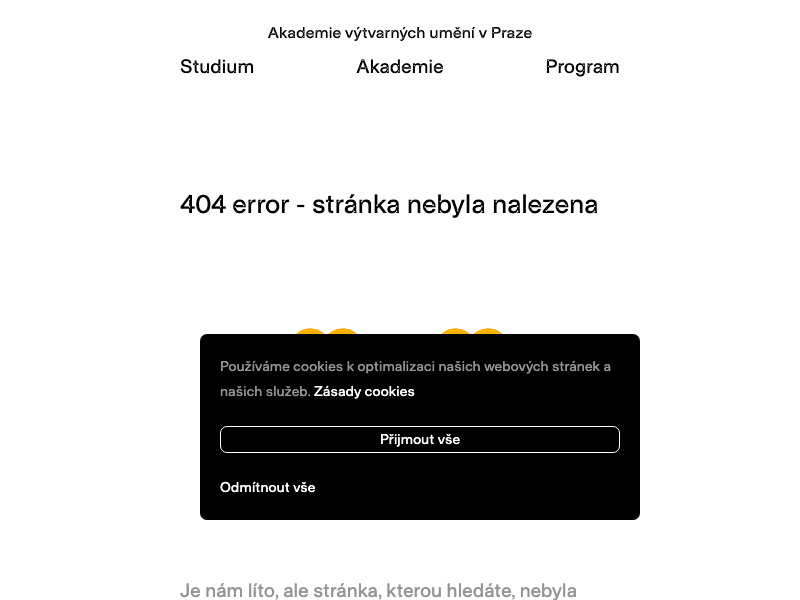 Akademie výtvarných umění v Praze
Studium Akademie Program
404 error - stránka nebyla nalezena
Používáme cookies k optimalizaci našich webových stránek a
našich služeb. Zásady cookies
Přijmout vše
Odmítnout vše
Je nám líto, ale stránka, kterou hledáte, nebyla